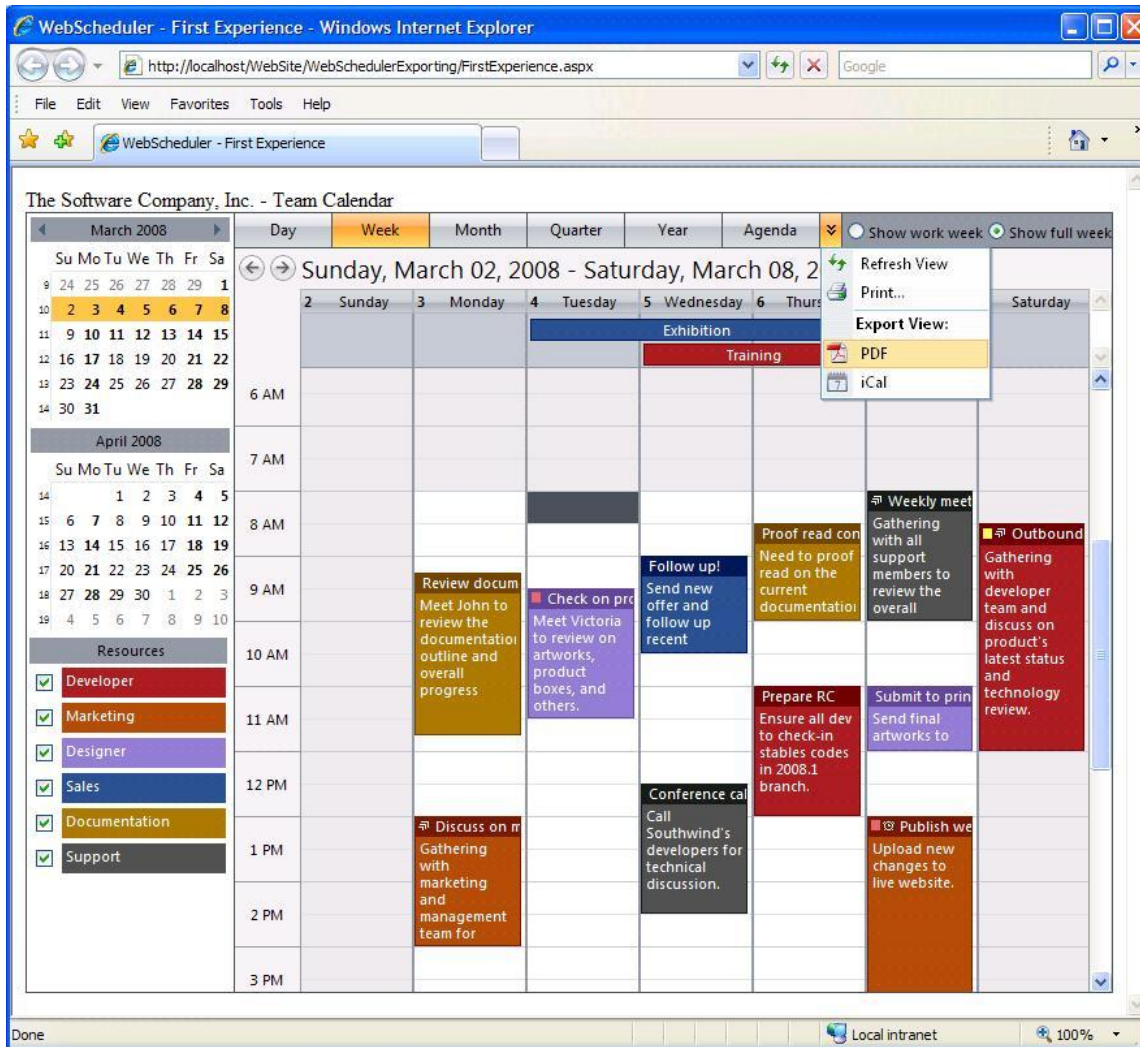 WebScheduler - First Experience - Windows Internet Explorer
http://localhost/WebSite/WebSchedulerExporting/FirstExperience.aspx
Google
File Edit View Favorites Tools Help
WebScheduler - First Experience
The Software Company, Inc. - Team Calendar
March 2008
Su Mo Tu We Th Fr Sa
9 24 25 26 27 28 29 1
10 2 3 4 5 6 7 8
11 9 10 11 12 13 14 15
12 16 17 18 19 20 21 22
13 23 24 25 26 27 28 29
14 30 31
April 2008
Su Mo Tu We Th Fr Sa
14 1 2 3 4 5
15 6 7 8 9 10 11 12
16 13 14 15 16 17 18 19
17 20 21 22 23 24 25 26
18 27 28 29 30 1 2 3
19 4 5 6 7 8 9 10
Resources
Developer
Marketing
Designer
Sales
Documentation
Support
Day Week Month Quarter Year Agenda
Show work week Show full week
Sunday, March 02, 2008 - Saturday, March 08, 2
Refresh View
Print...
Export View:
PDF
7 iCal
2 Sunday 3 Monday 4 Tuesday 5 Wednesday 6 Thurs Saturday
Exhibition
Training
6 AM
7 AM
8 AM
9 AM
10 AM
11 AM
12 PM
1 PM
2 PM
3 PM
Review docum
Meet John to
review the
documentatio
outline and
overall
progress
Discuss on m
Gathering
with
marketing
and
management
team for
Check on pro
Meet Victoria
to review on
artworks,
product
boxes, and
others.
Follow up!
Send new
offer and
follow up
recent
Conference cal
Call
Southwind's
developers for
technical
discussion.
Proof read con
Need to proof
read on the
current
documentatio
Prepare RC
Ensure all dev
to check-in
stables codes
in 2008.1
branch.
Weekly meet
Gathering
with all
support
members to
review the
overall
Submit to prin
Send final
artworks to
Publish we
Upload new
changes to
live website.
Outbound
Gathering
with
developer
team and
discuss on
product's
latest status
and
technology
review.
Done
Local intranet
100%